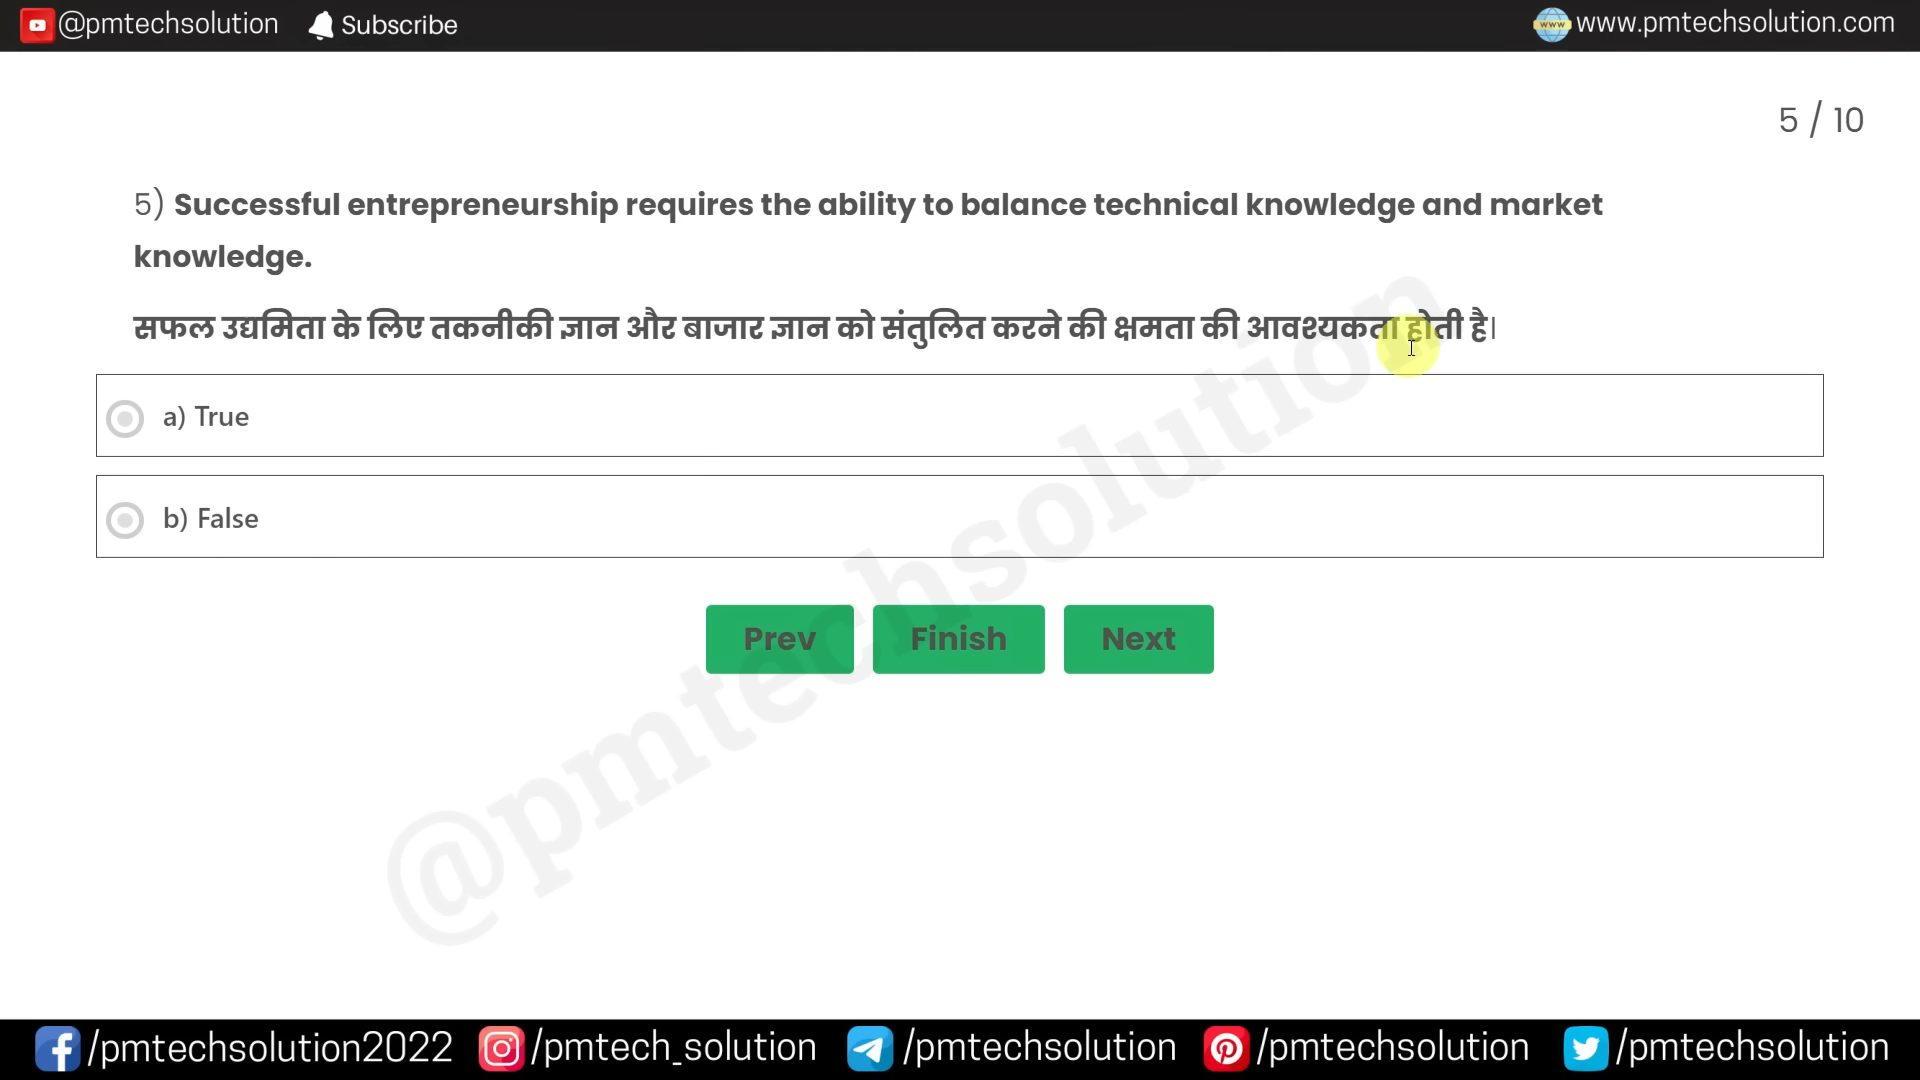 @pmtechsolution Subscribe www.pmtechsolution.com
5 / 10
5) Successful entrepreneurship requires the ability to balance technical knowledge and market
knowledge.
सफल उद्यमिता के लिए तकनीकी ज्ञान और बाजार ज्ञान को संतुलित करने की क्षमता की आवश्यकता होती है।
a) True
b) False
Prev Finish Next
@pmtechsolution
/pmtechsolution2022 /pmtech_solution /pmtechsolution /pmtechsolution /pmtechsolution